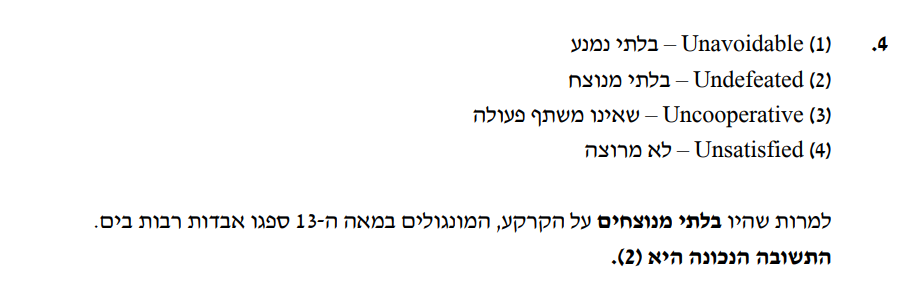 4. (1) Unavoidable – בלתי נמנע
(2) Undefeated – בלתי מנוצח
(3) Uncooperative – שאינו משתף פעולה
(4) Unsatisfied – לא מרוצה
למרות שהיו בלתי מנוצחים על הקרקע, המונגולים במאה ה-13 ספגו אבדות רבות בים.
התשובה הנכונה היא (2).